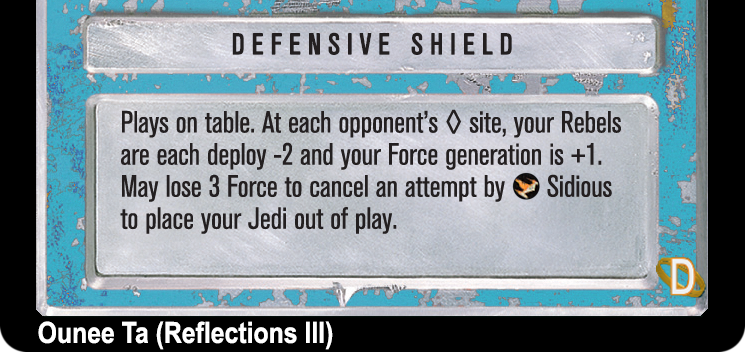 DEFENSIVE SHIELD
Plays on table. At each opponent's ◊ site, your Rebels
are each deploy -2 and your Force generation is +1.
May lose 3 Force to cancel an attempt by Sidious
to place your Jedi out of play.
D
Ounee Ta (Reflections III)